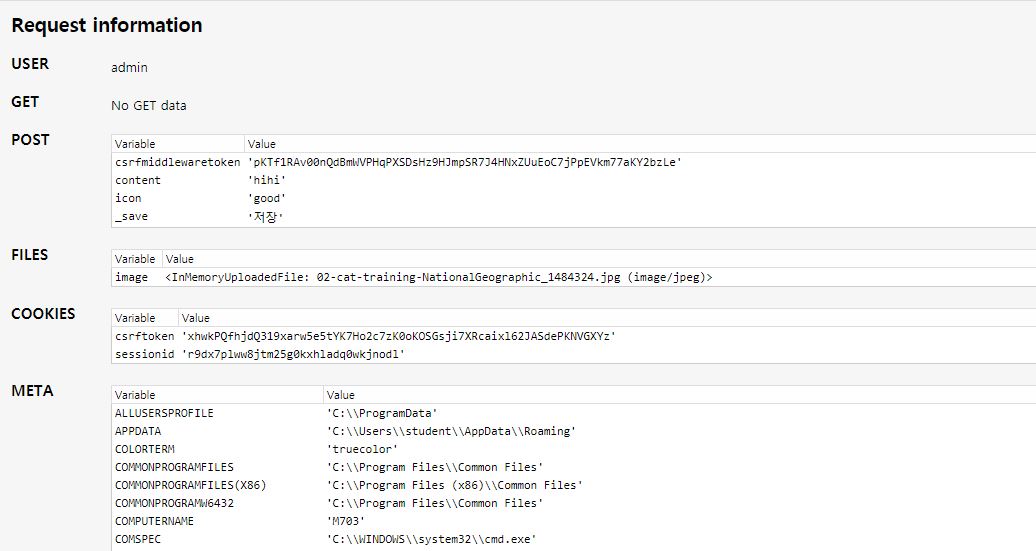 Request information
USER admin
GET No GET data
POST Variable Value
csrfmiddlewaretoken 'pKTf1RAv00nQdBmWVPHqPXSDsHz9HJmpSR7J4HNxZUuEoC7jPpEVkm77aKY2bzLe'
content 'hihi'
icon 'good'
_save '저장'
FILES Variable Value
image <InMemoryUploadedFile: 02-cat-training-NationalGeographic_1484324.jpg (image/jpeg)>
COOKIES Variable Value
csrftoken 'xhwkPQfhjdQ319xarw5e5tYK7Ho2c7zK0oKOSGsji7XRcaixl62JASdePKNVGXYz'
sessionid 'r9dx7plww8jtm25g0kxhladq0wkjnodl'
META Variable Value
ALLUSERSPROFILE 'C:\\ProgramData'
APPDATA 'C:\\Users\\student\\AppData\\Roaming'
COLORTERM 'truecolor'
COMMONPROGRAMFILES 'C:\\Program Files\\Common Files'
COMMONPROGRAMFILES(X86) 'C:\\Program Files (x86)\\Common Files'
COMMONPROGRAMW6432 'C:\\Program Files\\Common Files'
COMPUTERNAME 'M703'
COMSPEC 'C:\\WINDOWS\\system32\\cmd.exe'